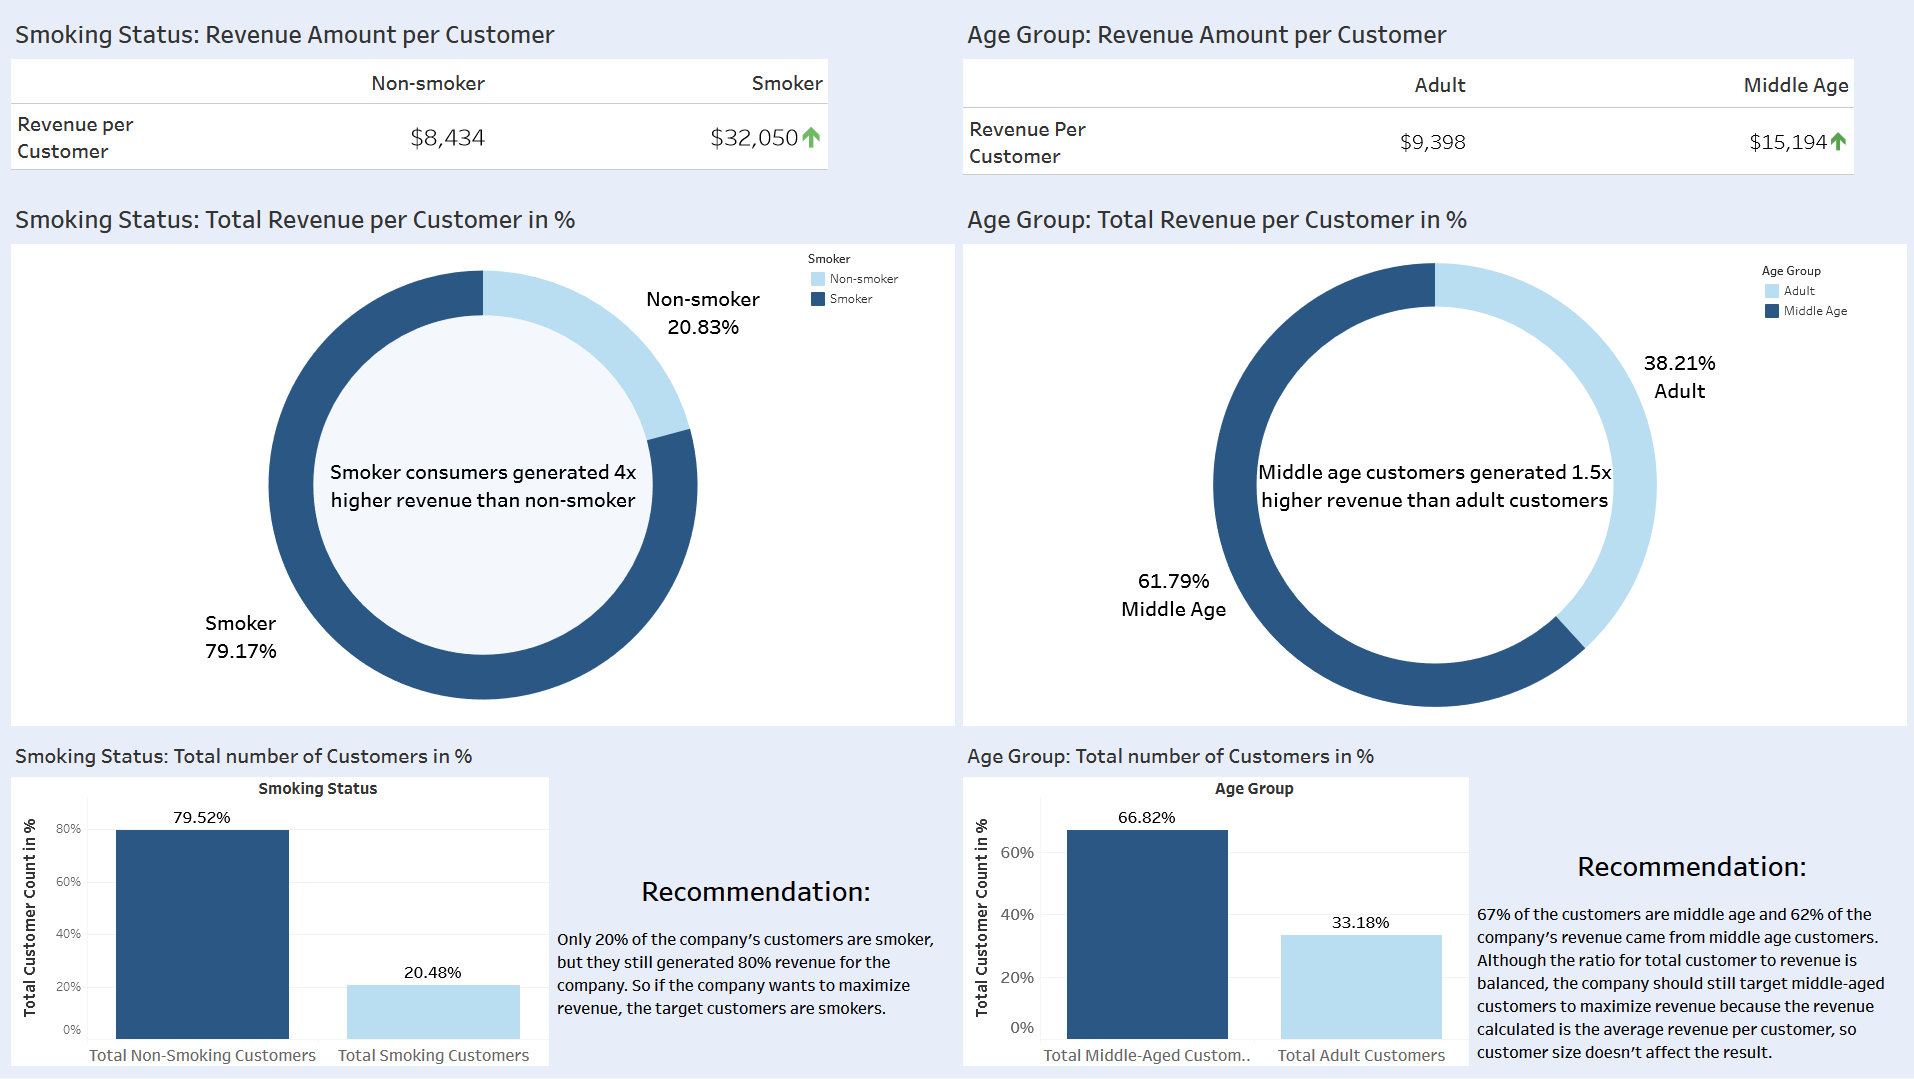 Smoking Status: Revenue Amount per Customer
Non-smoker Smoker
Revenue per
Customer
$8,434 $32,050
Smoking Status: Total Revenue per Customer in %
Smoker
Non-smoker
Smoker
Non-smoker
20.83%
Smoker consumers generated 4x
higher revenue than non-smoker
Smoker
79.17%
Smoking Status: Total number of Customers in %
Smoking Status
Total Customer Count in %
80%
60%
40%
20%
0%
79.52%
20.48%
Total Non-Smoking Customers Total Smoking Customers
Recommendation:
Only 20% of the company's customers are smoker,
but they still generated 80% revenue for the
company. So if the company wants to maximize
revenue, the target customers are smokers.
Age Group: Revenue Amount per Customer
Adult Middle Age
Revenue Per
Customer
$9,398 $15,194
Age Group: Total Revenue per Customer in %
Age Group
Adult
Middle Age
38.21%
Adult
Middle age customers generated 1.5x
higher revenue than adult customers
61.79%
Middle Age
Age Group: Total number of Customers in %
Age Group
Total Customer Count in %
60%
40%
20%
0%
66.82%
33.18%
Total Middle-Aged Custom.. Total Adult Customers
Recommendation:
67% of the customers are middle age and 62% of the
company's revenue came from middle age customers.
Although the ratio for total customer to revenue is
balanced, the company should still target middle-aged
customers to maximize revenue because the revenue
calculated is the average revenue per customer, so
customer size doesn't affect the result.